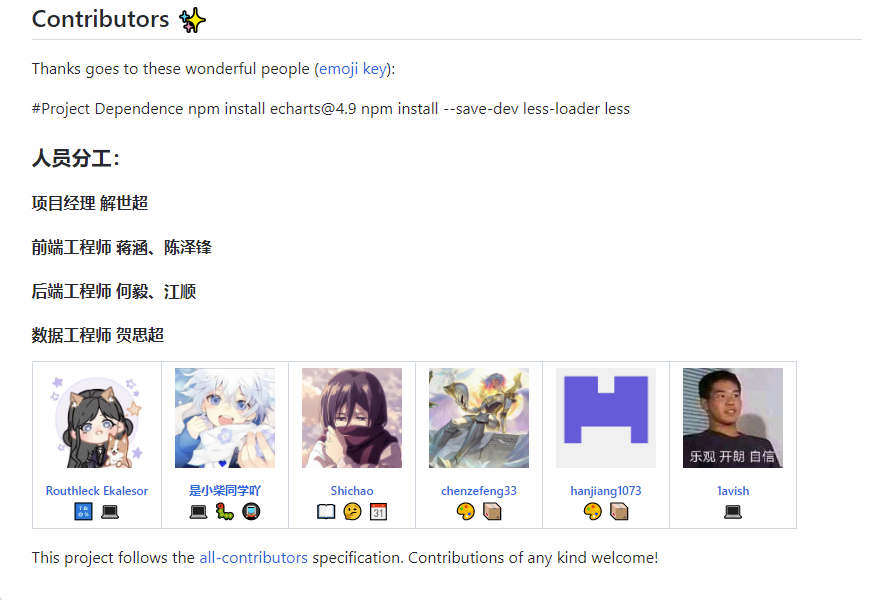 Contributors ✨
Thanks goes to these wonderful people (emoji key):
#Project Dependence npm install echarts@4.9 npm install --save-dev less-loader less
人员分工：
项目经理 解世超
前端工程师 蒋涵、陈泽锋
后端工程师 何毅、江顺
数据工程师 贺思超
乐观 开朗 自信
Routhleck Ekalesor
是小柴同学吖
Shichao
chenzefeng33
hanjiang1073
1avish
This project follows the all-contributors specification. Contributions of any kind welcome!